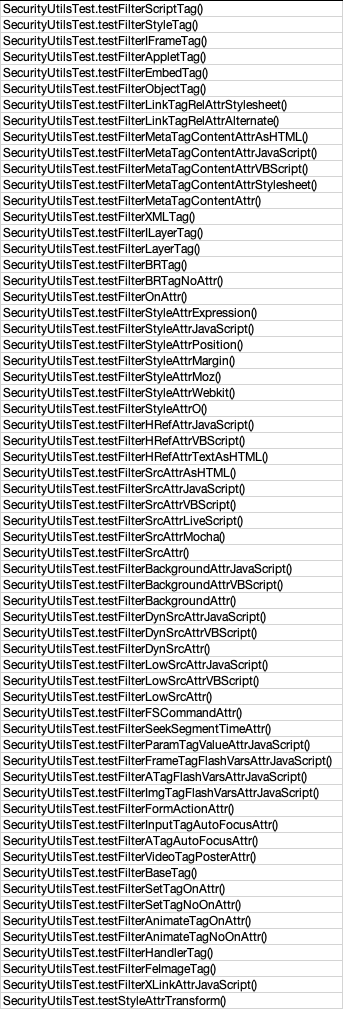 SecurityUtilsTest.testFilterScriptTag()
SecurityUtilsTest.testFilterStyleTag()
SecurityUtilsTest.testFilterIFrameTag()
SecurityUtilsTest.testFilterAppletTag()
SecurityUtilsTest.testFilterEmbedTag()
SecurityUtilsTest.testFilterObjectTag()
SecurityUtilsTest.testFilterLinkTagRelAttrStylesheet()
SecurityUtilsTest.testFilterLinkTagRelAttrAlternate()
SecurityUtilsTest.testFilterMetaTagContentAttrAsHTML()
SecurityUtilsTest.testFilterMetaTagContentAttrJavaScript()
SecurityUtilsTest.testFilterMetaTagContentAttrVBScript()
SecurityUtilsTest.testFilterMetaTagContentAttrStylesheet()
SecurityUtilsTest.testFilterMetaTagContentAttr()
SecurityUtilsTest.testFilterXMLTag()
SecurityUtilsTest.testFilterILayerTag()
SecurityUtilsTest.testFilterLayerTag()
SecurityUtilsTest.testFilterBRTag()
SecurityUtilsTest.testFilterBRTagNoAttr()
SecurityUtilsTest.testFilterOnAttr()
SecurityUtilsTest.testFilterStyleAttrExpression()
SecurityUtilsTest.testFilterStyleAttrJavaScript()
SecurityUtilsTest.testFilterStyleAttrPosition()
SecurityUtilsTest.testFilterStyleAttrMargin()
SecurityUtilsTest.testFilterStyleAttrMoz()
SecurityUtilsTest.testFilterStyleAttrWebkit()
SecurityUtilsTest.testFilterStyleAttrO()
SecurityUtilsTest.testFilterHRefAttrJavaScript()
SecurityUtilsTest.testFilterHRefAttrVBScript()
SecurityUtilsTest.testFilterHRefAttrTextAsHTML()
SecurityUtilsTest.testFilterSrcAttrAsHTML()
SecurityUtilsTest.testFilterSrcAttrJavaScript()
SecurityUtilsTest.testFilterSrcAttrVBScript()
SecurityUtilsTest.testFilterSrcAttrLiveScript()
SecurityUtilsTest.testFilterSrcAttrMocha()
SecurityUtilsTest.testFilterSrcAttr()
SecurityUtilsTest.testFilterBackgroundAttrJavaScript()
SecurityUtilsTest.testFilterBackgroundAttrVBScript()
SecurityUtilsTest.testFilterBackgroundAttr()
SecurityUtilsTest.testFilterDynSrcAttrJavaScript()
SecurityUtilsTest.testFilterDynSrcAttrVBScript()
SecurityUtilsTest.testFilterDynSrcAttr()
SecurityUtilsTest.testFilterLowSrcAttrJavaScript()
SecurityUtilsTest.testFilterLowSrcAttrVBScript()
SecurityUtilsTest.testFilterLowSrcAttr()
SecurityUtilsTest.testFilterFSCommandAttr()
SecurityUtilsTest.testFilterSeekSegmentTimeAttr()
SecurityUtilsTest.testFilterParamTagValueAttrJavaScript()
SecurityUtilsTest.testFilterFrameTagFlashVarsAttrJavaScript()
SecurityUtilsTest.testFilterATagFlashVarsAttrJavaScript()
SecurityUtilsTest.testFilterImgTagFlashVarsAttrJavaScript()
SecurityUtilsTest.testFilterFormActionAttr()
SecurityUtilsTest.testFilterInputTagAutoFocusAttr()
SecurityUtilsTest.testFilterATagAutoFocusAttr()
SecurityUtilsTest.testFilterVideoTagPosterAttr()
SecurityUtilsTest.testFilterBaseTag()
SecurityUtilsTest.testFilterSetTagOnAttr()
SecurityUtilsTest.testFilterSetTagNoOnAttr()
SecurityUtilsTest.testFilterAnimateTagOnAttr()
SecurityUtilsTest.testFilterAnimateTagNoOnAttr()
SecurityUtilsTest.testFilterHandlerTag()
SecurityUtilsTest.testFilterFeImageTag()
SecurityUtilsTest.testFilterXLinkAttrJavaScript()
SecurityUtilsTest.testStyleAttrTransform()